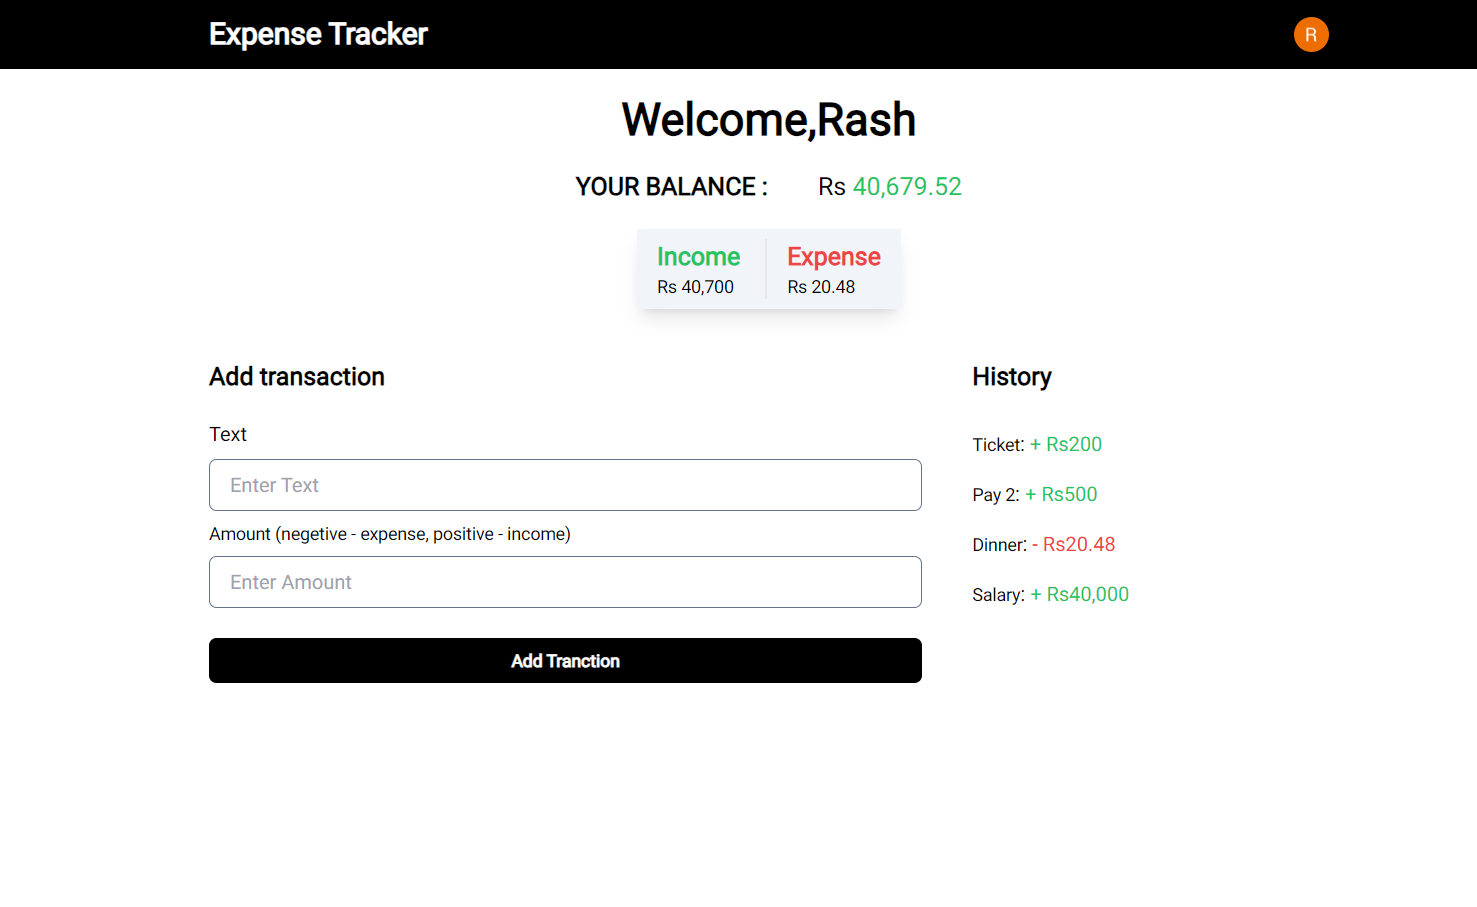 Expense Tracker
R
Welcome,Rash
YOUR BALANCE : Rs 40,679.52
Income
Rs 40,700
Expense
Rs 20.48
Add transaction
Text
Enter Text
Amount (negetive - expense, positive - income)
Enter Amount
Add Tranction
History
Ticket: + Rs200
Pay 2: + Rs500
Dinner: - Rs20.48
Salary: + Rs40,000